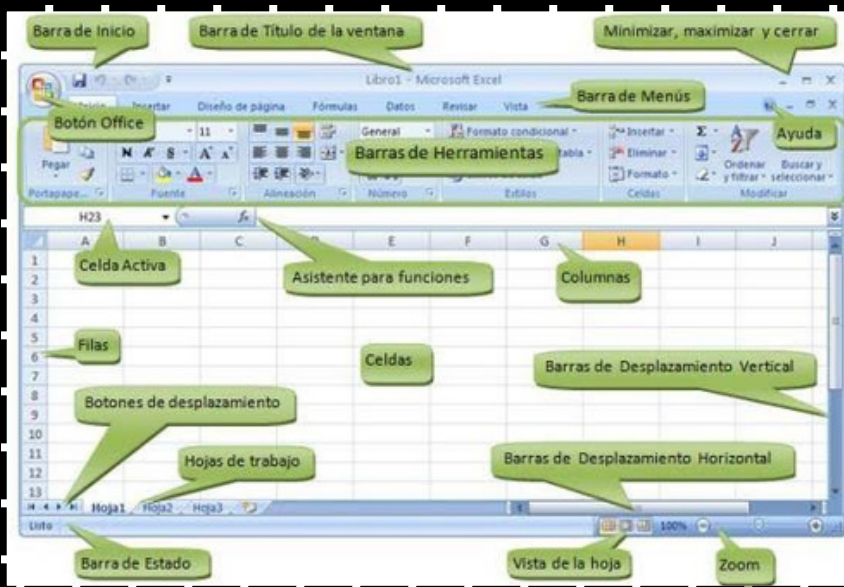 Barra de Inicio
Barra de Título de la ventana
Minimizar, maximizar y cerrar
Libro1 - Microsoft Excel
Inicio Insertar Diseño de página Fórmulas Datos Revisar Vista
Barra de Menús
Botón Office
Ayuda
11 General Formato condicional Insertar Σ
Pegar N K S A A Barras de Herramientas tabla Eliminar Ordenar y filtrar Buscar y seleccionar
Formato
Portapape... Fuente Alineación Número Estilos Celdas Modificar
H23 fx
A B C D E F G H I J
Celda Activa
Asistente para funciones
Columnas
1
2
3
4
5
Filas
6
Celdas
Barras de Desplazamiento Vertical
7
8
Botones de desplazamiento
9
10
11
Hojas de trabajo
Barras de Desplazamiento Horizontal
12
13
Hoja1 Hoja2 Hoja3
Listo 100%
Barra de Estado
Vista de la hoja
Zoom